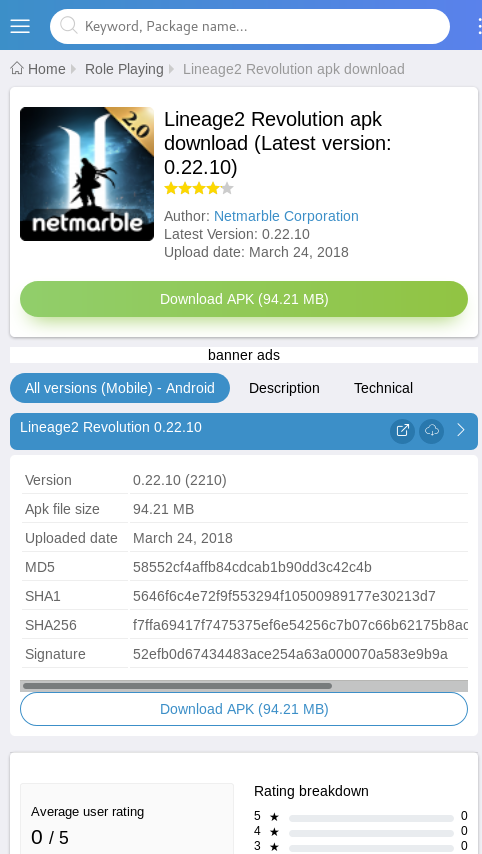 Keyword, Package name...
Home Role Playing Lineage2 Revolution apk download
2.0
netmarble
Lineage2 Revolution apk
download (Latest version:
0.22.10)
Author: Netmarble Corporation
Latest Version: 0.22.10
Upload date: March 24, 2018
Download APK (94.21 MB)
banner ads
All versions (Mobile) - Android Description Technical
Lineage2 Revolution 0.22.10
Version 0.22.10 (2210)
Apk file size 94.21 MB
Uploaded date March 24, 2018
MD5 58552cf4affb84cdcab1b90dd3c42c4b
SHA1 5646f6c4e72f9f553294f10500989177e30213d7
SHA256 f7ffa69417f7475375ef6e54256c7b07c66b62175b8ac
Signature 52efb0d67434483ace254a63a000070a583e9b9a
Download APK (94.21 MB)
Average user rating
0 / 5
Rating breakdown
5 ★ 0
4 ★ 0
3 ★ 0